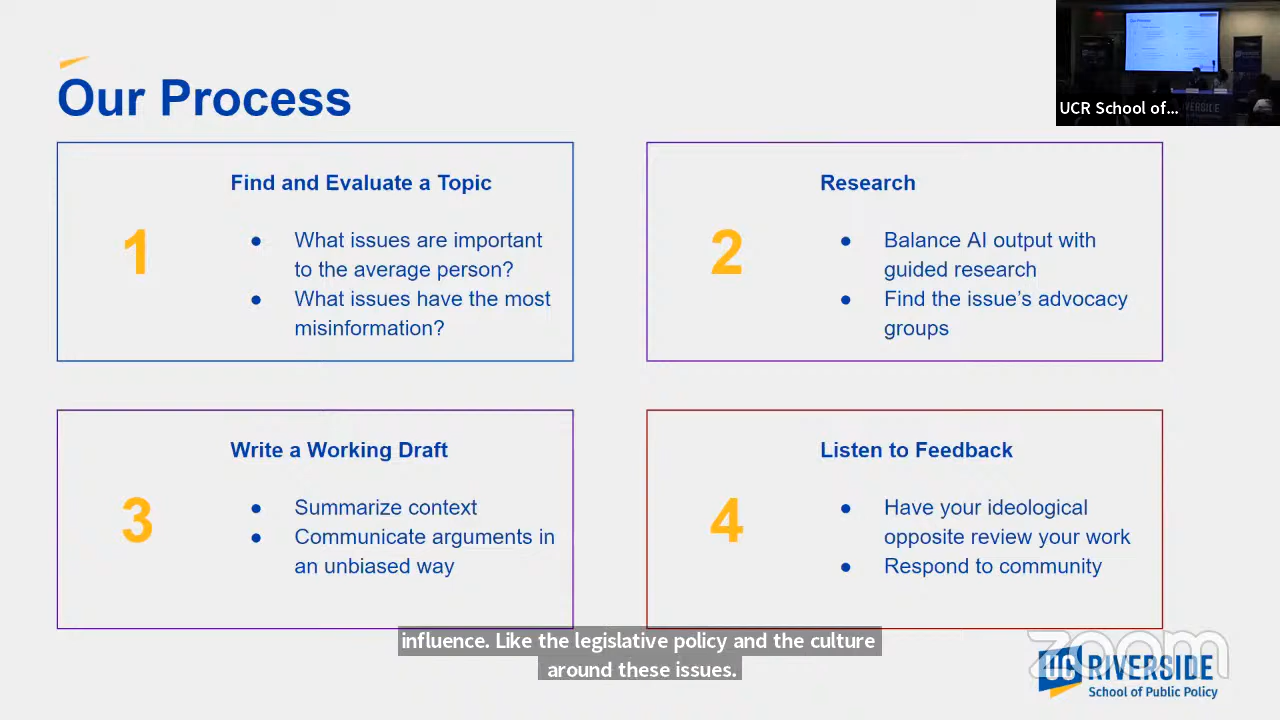 Our Process
UCR School of...
1
Find and Evaluate a Topic
● What issues are important
to the average person?
● What issues have the most
misinformation?
2
Research
● Balance AI output with
guided research
● Find the issue's advocacy
groups
3
Write a Working Draft
● Summarize context
● Communicate arguments in
an unbiased way
4
Listen to Feedback
● Have your ideological
opposite review your work
● Respond to community
influence. Like the legislative policy and the culture
around these issues.
zoom
UC RIVERSIDE
School of Public Policy